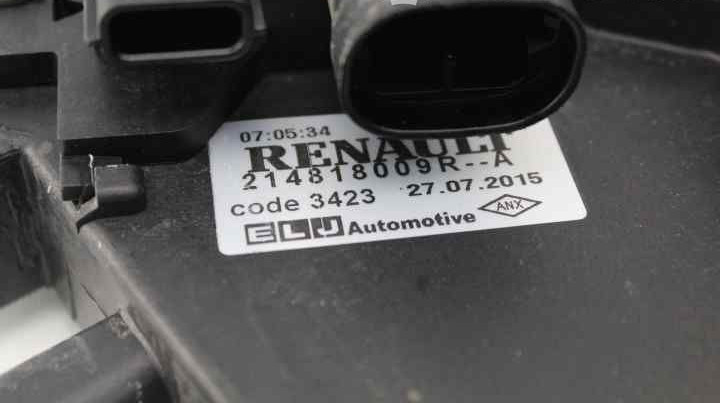 07:05:34
RENAULT
214818009R--A
code 3423 27.07.2015
ELJ Automotive ANX